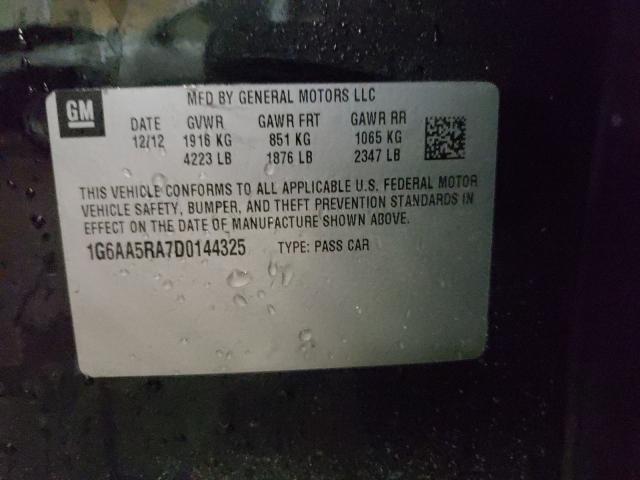 GM
MFD BY GENERAL MOTORS LLC
DATE GVWR GAWR FRT GAWR RR
12/12 1916 KG 851 KG 1065 KG
4223 LB 1876 LB 2347 LB
THIS VEHICLE CONFORMS TO ALL APPLICABLE U.S. FEDERAL MOTOR
VEHICLE SAFETY, BUMPER, AND THEFT PREVENTION STANDARDS IN
EFFECT ON THE DATE OF MANUFACTURE SHOWN ABOVE.
1G6AA5RA7D0144325 TYPE: PASS CAR